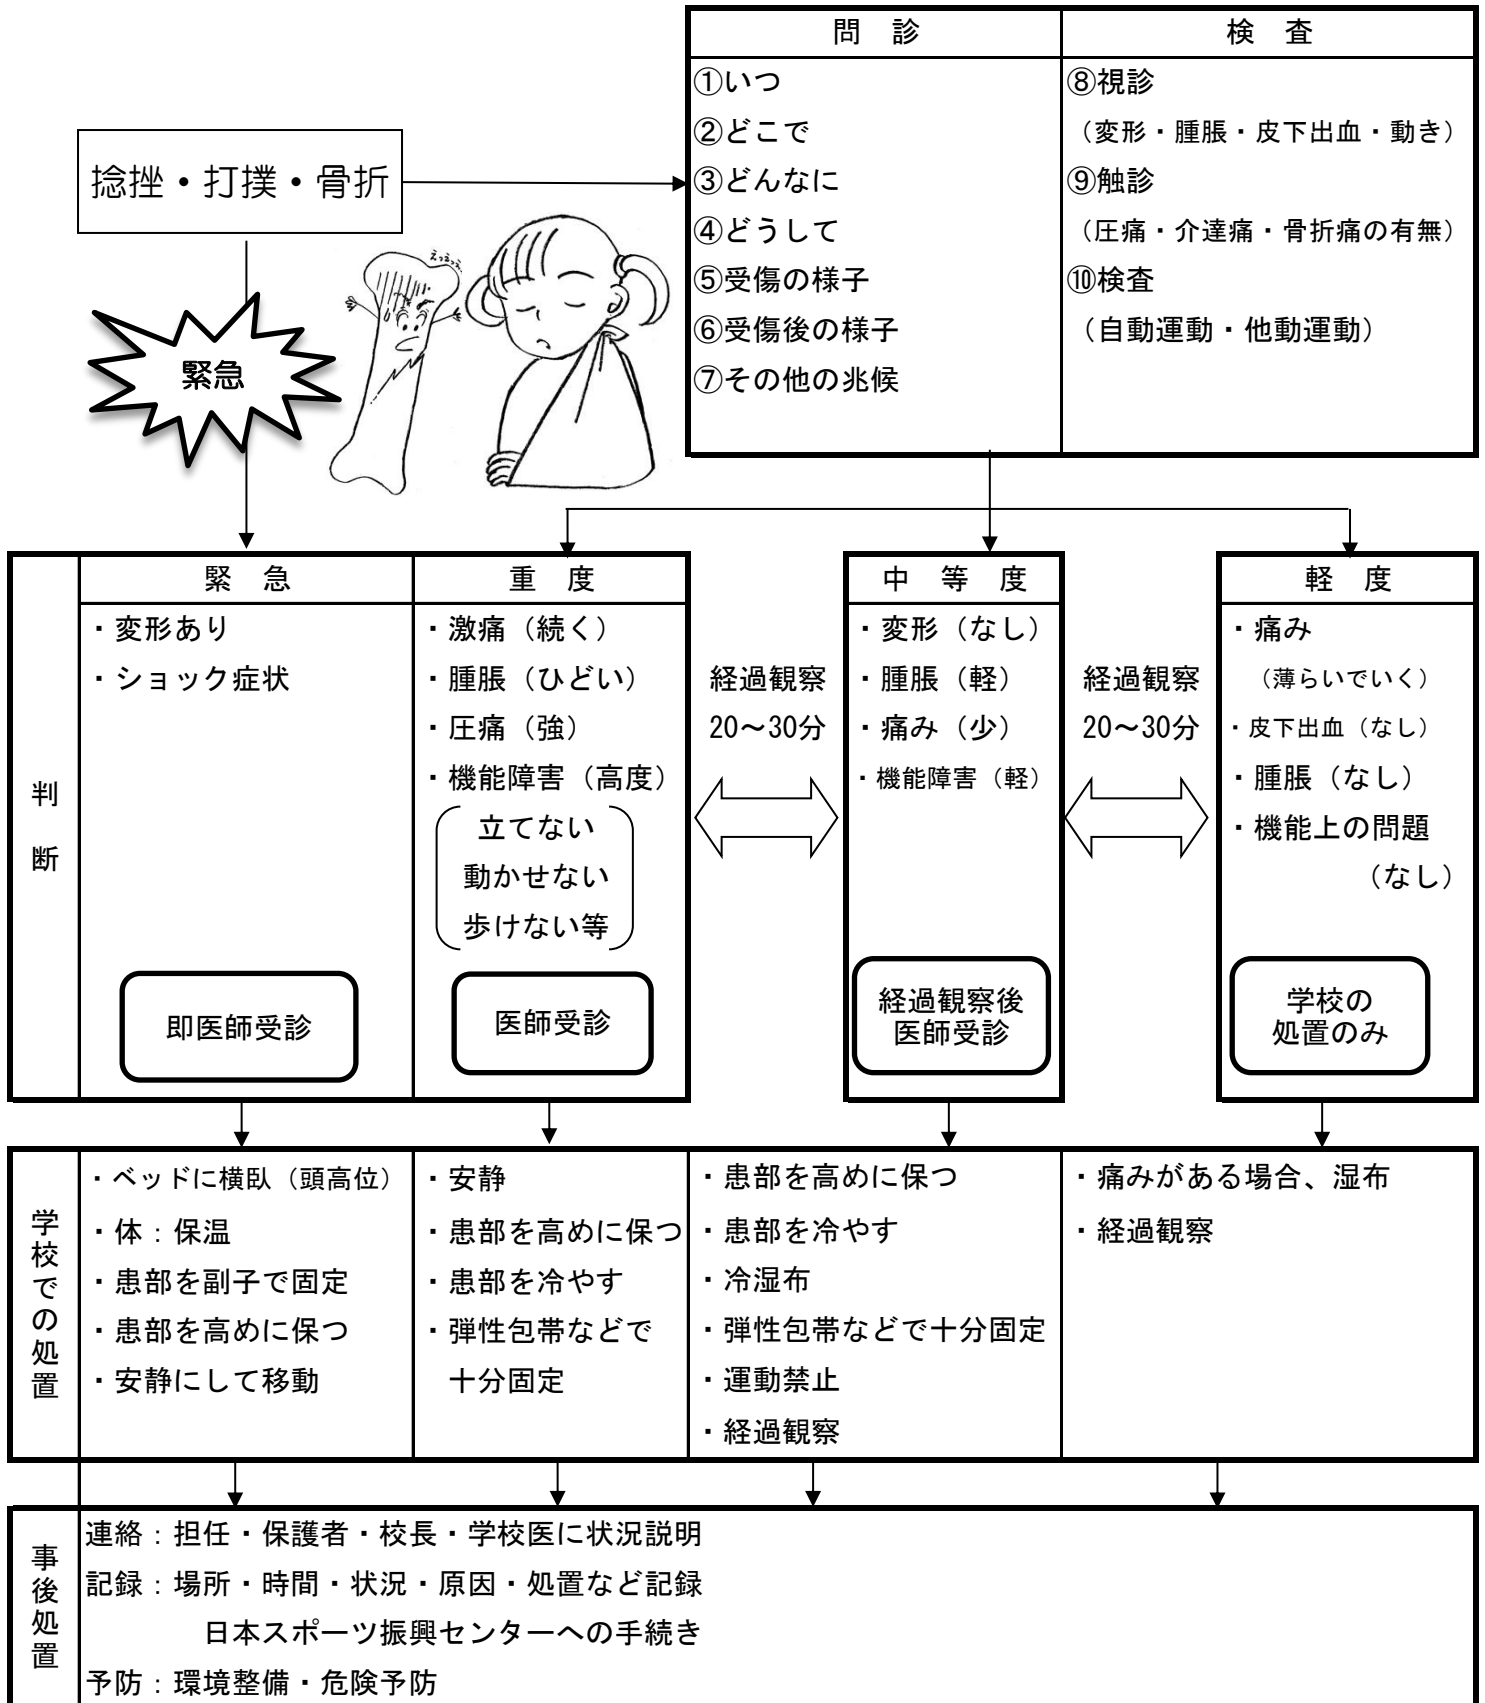 問 診
①いつ
②どこで
③どんなに
④どうして
⑤受傷の様子
⑥受傷後の様子
⑦その他の兆候
検 査
⑧視診
（変形・腫脹・皮下出血・動き）
⑨触診
（圧痛・介達痛・骨折痛の有無）
⑩検査
（自動運動・他動運動）
捻挫・打撲・骨折
緊急
判断
緊 急
・変形あり
・ショック症状
即医師受診
重 度
・激痛（続く）
・腫脹（ひどい）
・圧痛（強）
・機能障害（高度）
立てない
動かせない
歩けない等
医師受診
経過観察
20～30分
中 等 度
・変形（なし）
・腫脹（軽）
・痛み（少）
・機能障害（軽）
経過観察後
医師受診
経過観察
20～30分
軽 度
・痛み
（薄らいでいく）
・皮下出血（なし）
・腫脹（なし）
・機能上の問題
（なし）
学校の
処置のみ
学校での処置
・ベッドに横臥（頭高位）
・体：保温
・患部を副子で固定
・患部を高めに保つ
・安静にして移動
・安静
・患部を高めに保つ
・患部を冷やす
・弾性包帯などで
十分固定
・患部を高めに保つ
・患部を冷やす
・冷湿布
・弾性包帯などで十分固定
・運動禁止
・経過観察
・痛みがある場合、湿布
・経過観察
事後処置
連絡：担任・保護者・校長・学校医に状況説明
記録：場所・時間・状況・原因・処置など記録
日本スポーツ振興センターへの手続き
予防：環境整備・危険予防